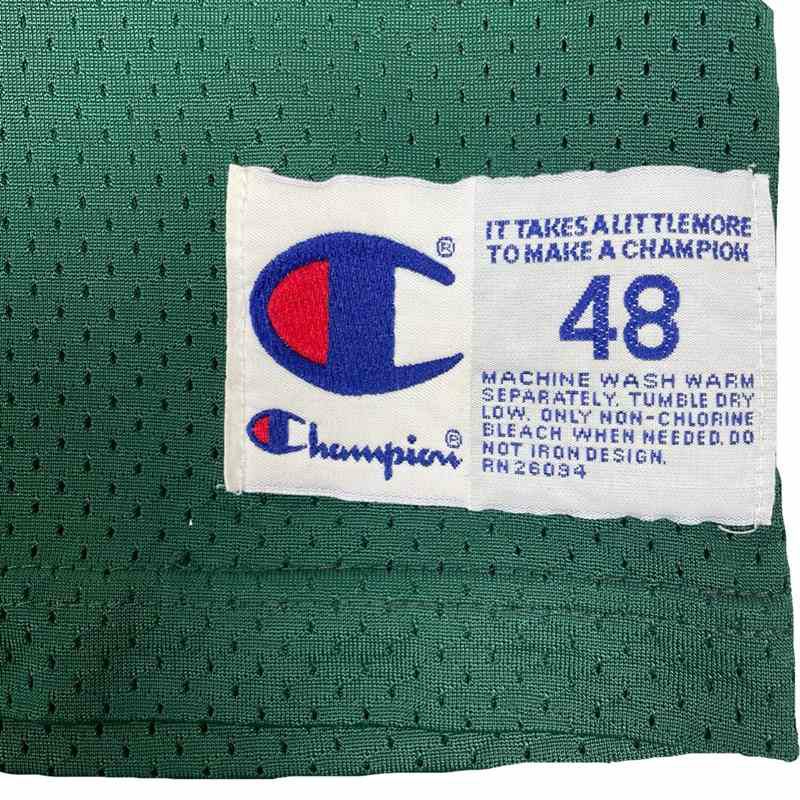 ®
Champion®
IT TAKES A LITTLE MORE
TO MAKE A CHAMPION
48
MACHINE WASH WARM
SEPARATELY. TUMBLE DRY
LOW. ONLY NON-CHLORINE
BLEACH WHEN NEEDED. DO
NOT IRON DESIGN.
RN 26094